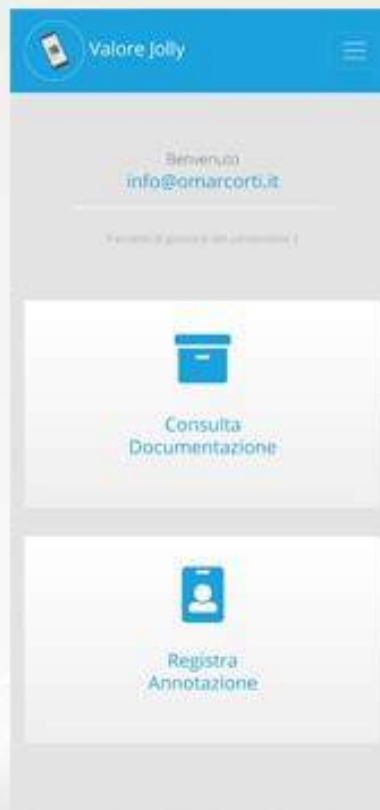 Valore Jolly
Benvenuto
info@omarcorti.it
Consulta
Documentazione
Registra
Annotazione